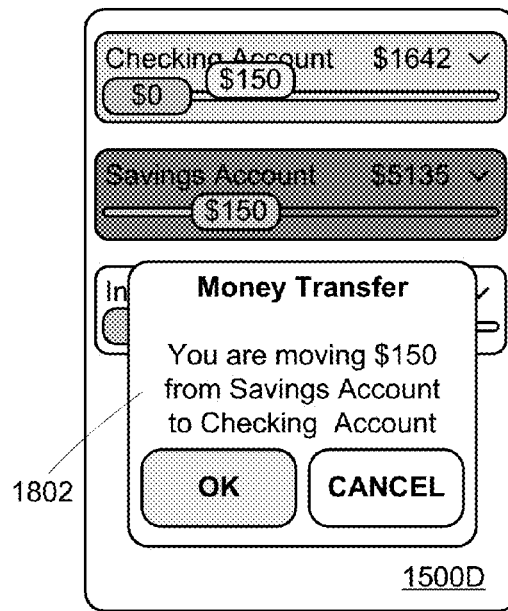 Checking Account $1642
$150
$0
Savings Account $5135
$150
In
Money Transfer
You are moving $150
from Savings Account
to Checking Account
OK CANCEL
1802
1500D